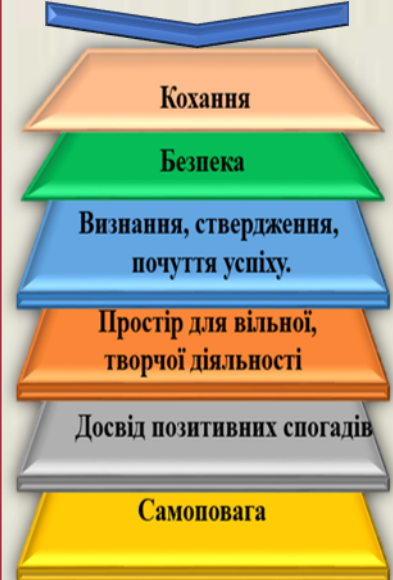 Кохання
Безпека
Визнання, ствердження,
почуття успіху.
Простір для вільної,
творчої діяльності
Досвід позитивних спогадів
Самоповага